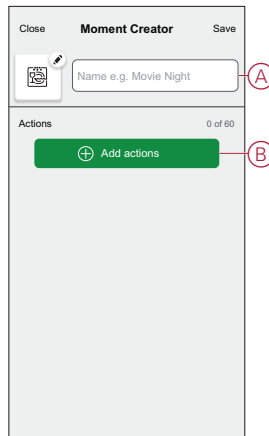 Close Moment Creator Save
Name e.g. Movie Night A
Actions 0 of 60
Add actions B